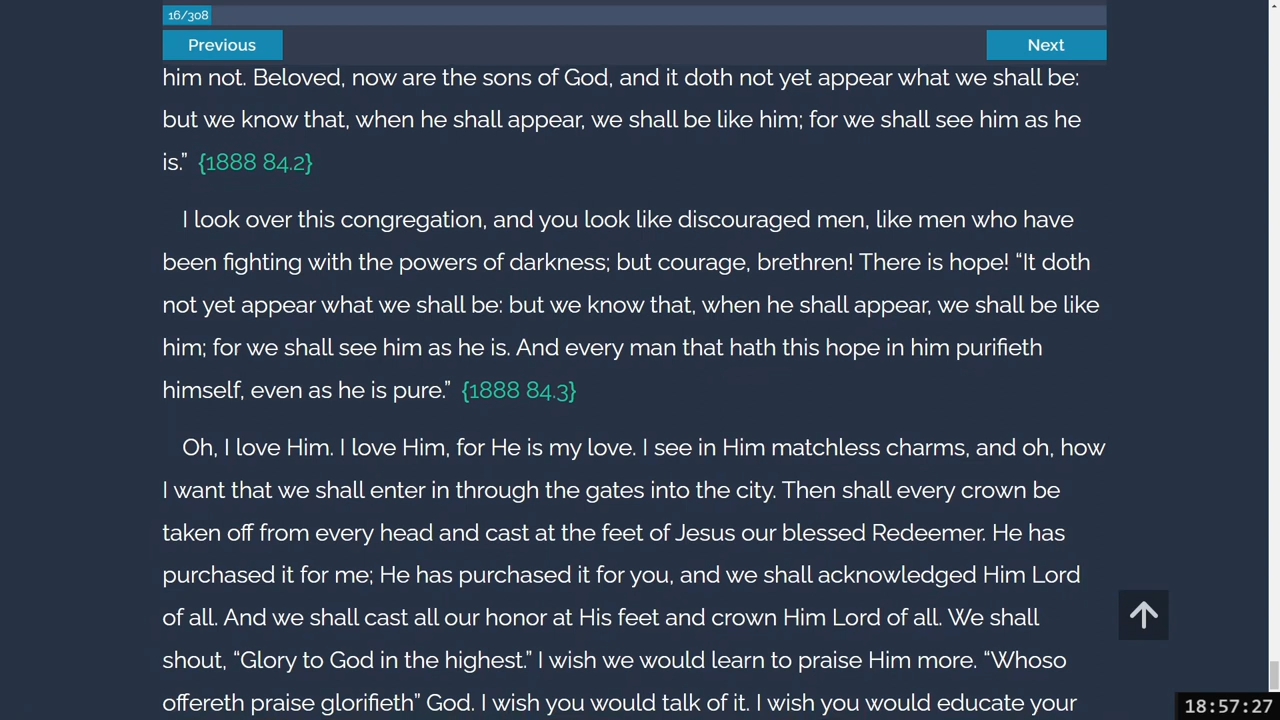 16/308
Previous
Next
him not. Beloved, now are the sons of God, and it doth not yet appear what we shall be:
but we know that, when he shall appear, we shall be like him; for we shall see him as he
is.” {1888 84.2}
I look over this congregation, and you look like discouraged men, like men who have
been fighting with the powers of darkness; but courage, brethren! There is hope! “It doth
not yet appear what we shall be: but we know that, when he shall appear, we shall be like
him; for we shall see him as he is. And every man that hath this hope in him purifieth
himself, even as he is pure.” {1888 84.3}
Oh, I love Him. I love Him, for He is my love. I see in Him matchless charms, and oh, how
I want that we shall enter in through the gates into the city. Then shall every crown be
taken off from every head and cast at the feet of Jesus our blessed Redeemer. He has
purchased it for me; He has purchased it for you, and we shall acknowledged Him Lord
of all. And we shall cast all our honor at His feet and crown Him Lord of all. We shall
shout, “Glory to God in the highest.” I wish we would learn to praise Him more. “Whoso
offereth praise glorifieth” God. I wish you would talk of it. I wish you would educate your
18:57:27